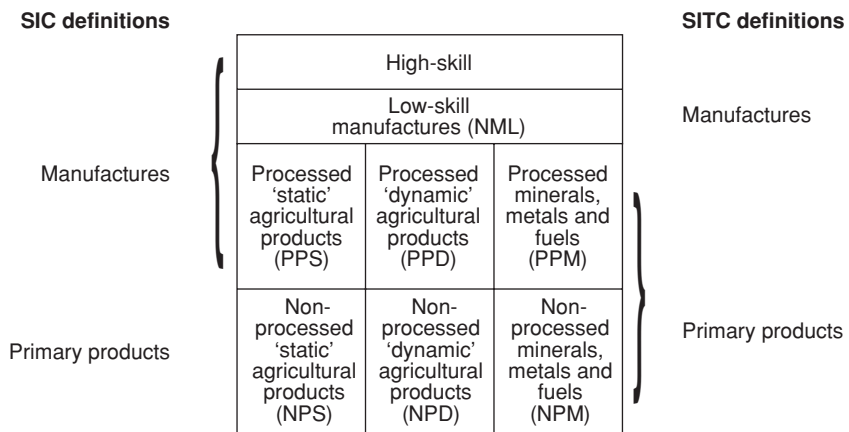 SIC definitions
SITC definitions
High-skill
Low-skill
manufactures (NML)
Manufactures
Manufactures
Processed
‘static’
agricultural
products
(PPS)
Processed
‘dynamic’
agricultural
products
(PPD)
Processed
minerals,
metals and
fuels
(PPM)
Primary products
Non-
processed
‘static’
agricultural
products
(NPS)
Non-
processed
‘dynamic’
agricultural
products
(NPD)
Non-
processed
minerals,
metals and
fuels
(NPM)
Primary products